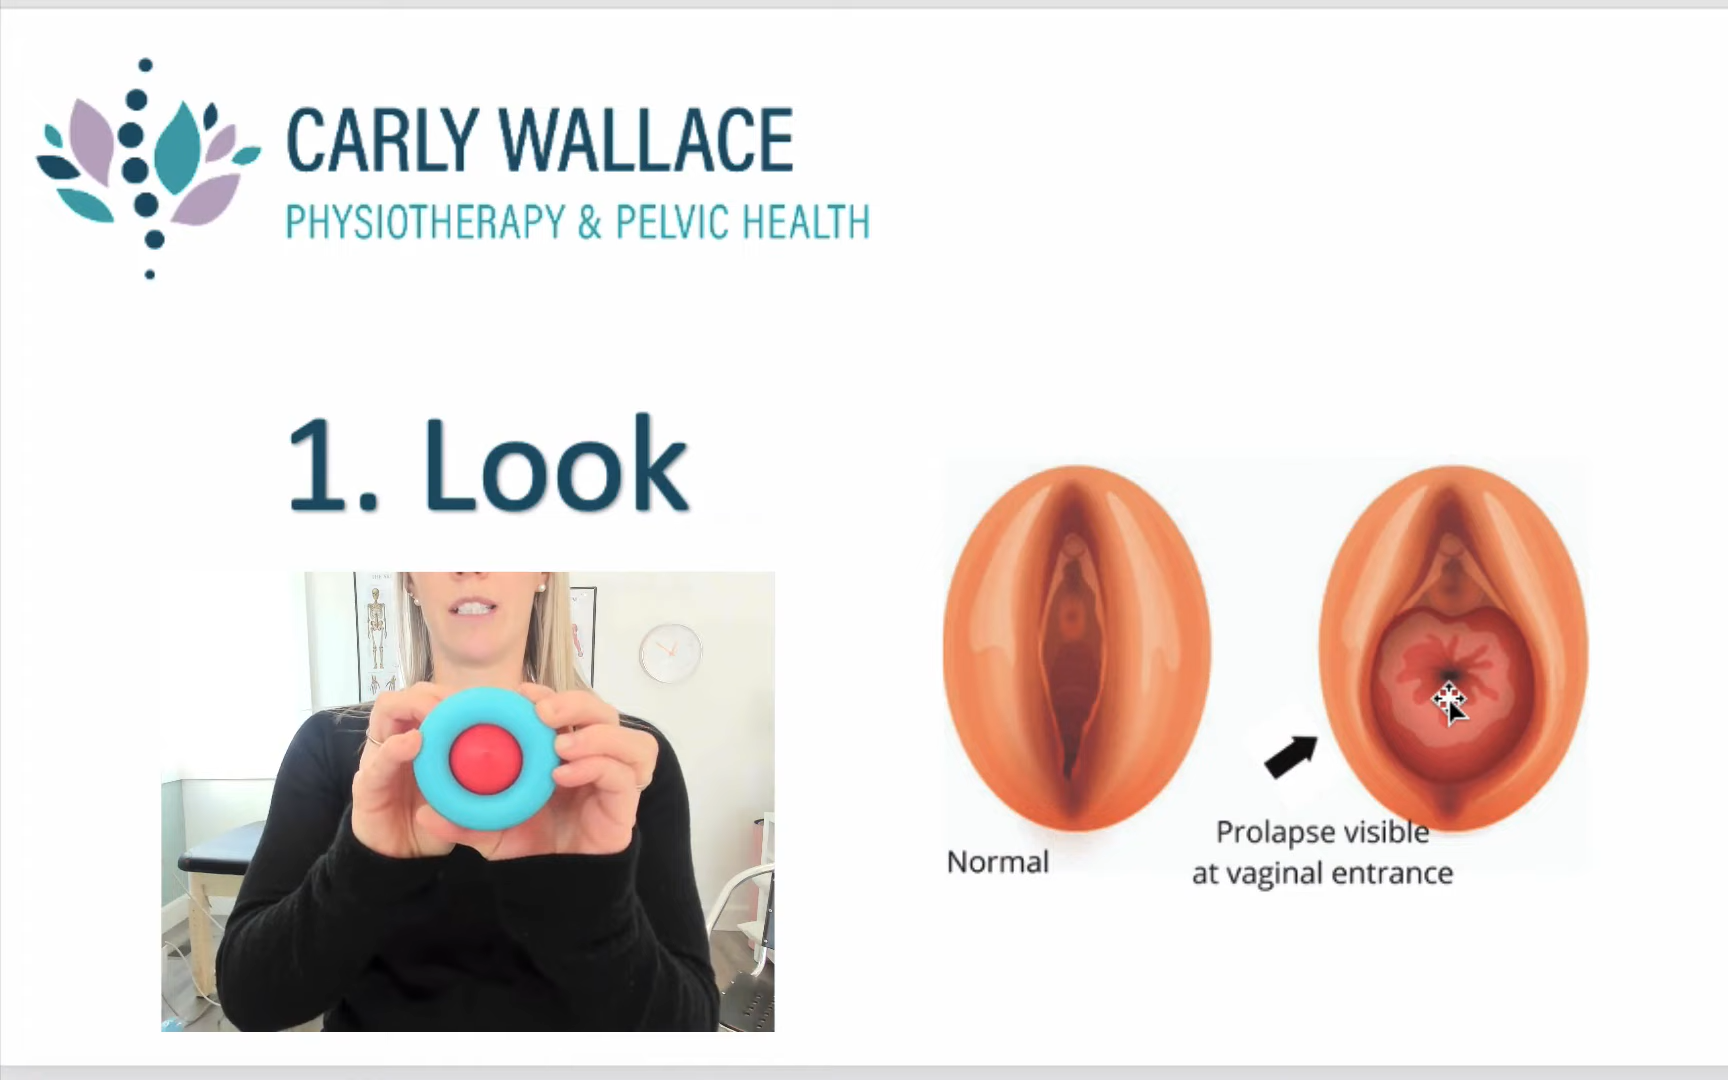 CARLY WALLACE
PHYSIOTHERAPY & PELVIC HEALTH
1. Look
Normal
Prolapse visible
at vaginal entrance